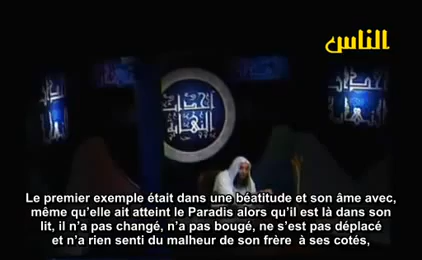 الناس
أحداث
النهاية
Le premier exemple était dans une béatitude et son âme avec,
même qu'elle ait atteint le Paradis alors qu'il est là dans son
lit, il n'a pas changé, n'a pas bougé, ne s'est pas déplacé
et n'a rien senti du malheur de son frère à ses cotés,